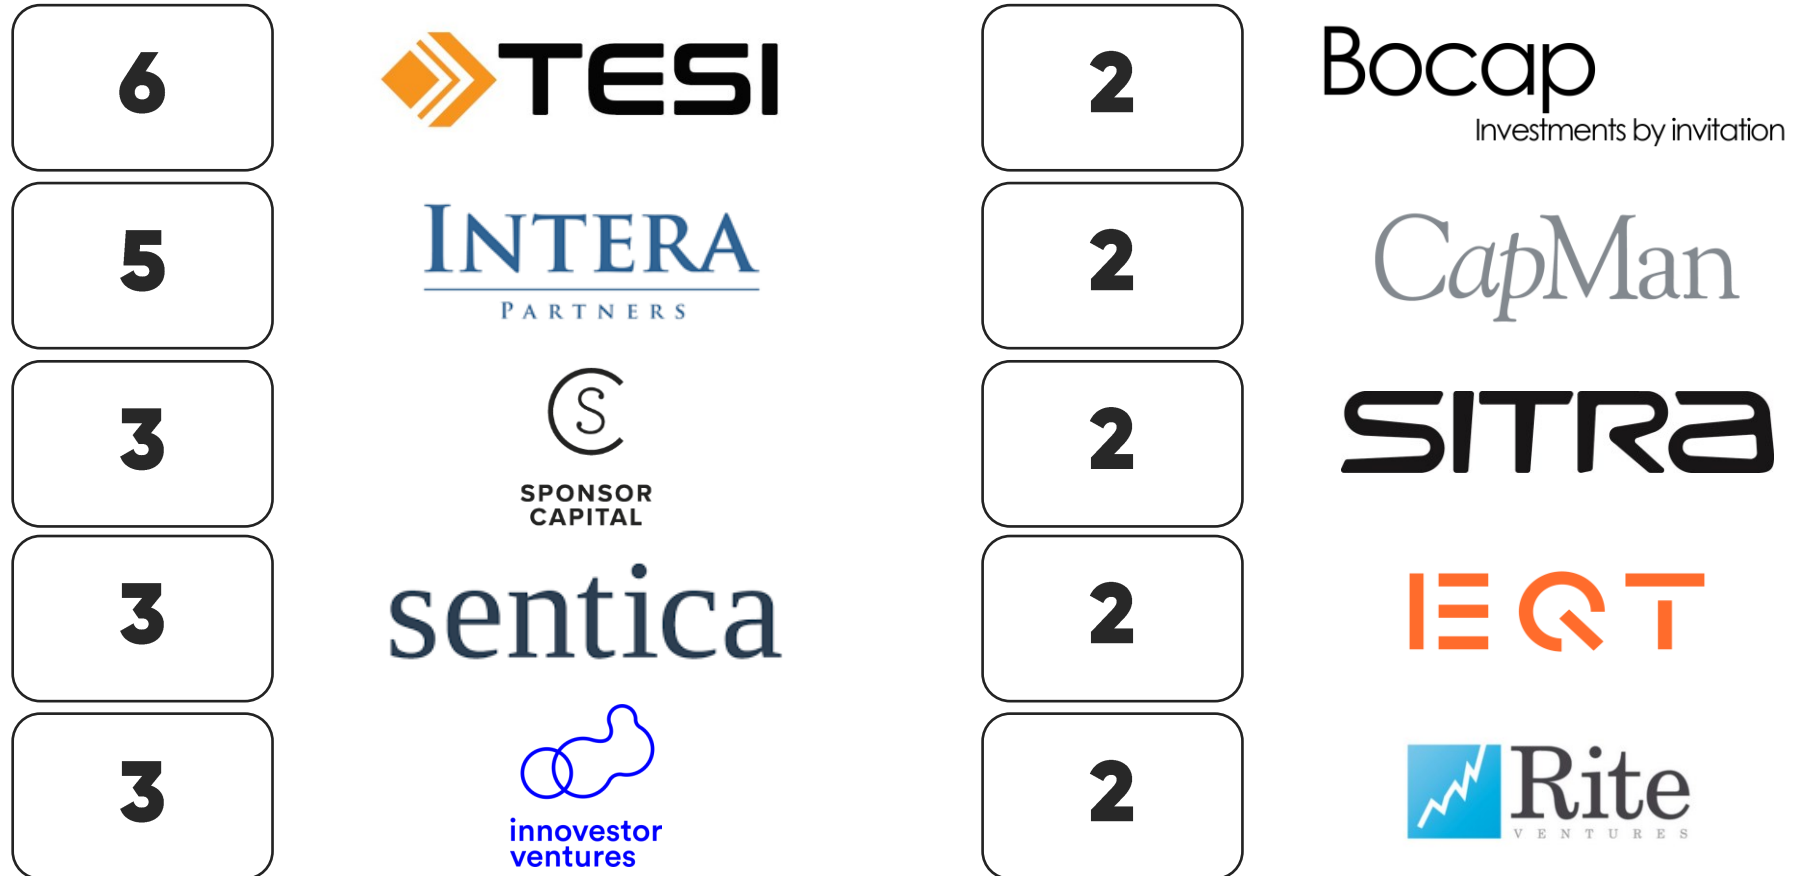 6
TESI
5
INTERA
PARTNERS
3
SPONSOR
CAPITAL
3
sentica
3
innovestor
ventures
2
Bocap
Investments by invitation
2
CapMan
2
SITRA
2
EQT
2
Rite
VENTURES